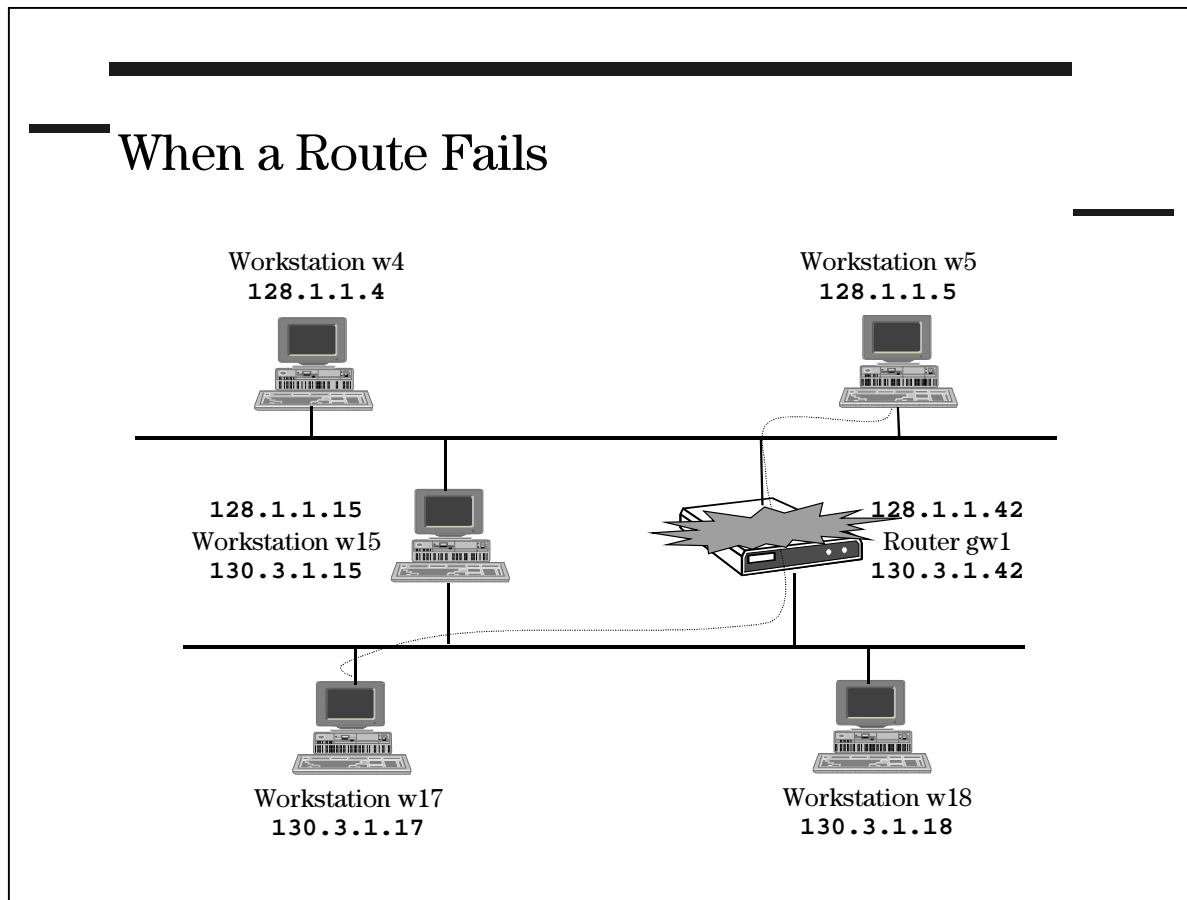 When a Route Fails
Workstation w4
128.1.1.4
Workstation w5
128.1.1.5
128.1.1.15
Workstation w15
130.3.1.15
128.1.1.42
Router gw1
130.3.1.42
Workstation w17
130.3.1.17
Workstation w18
130.3.1.18